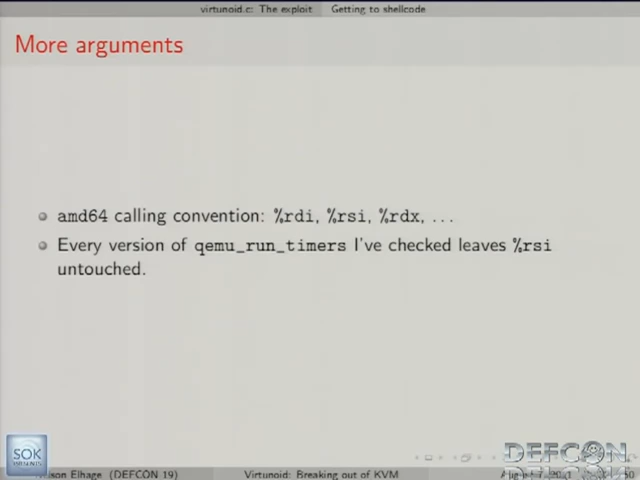 virtunoid.c: The exploit Getting to shellcode
More arguments
amd64 calling convention: %rdi, %rsi, %rdx, ...
Every version of qemu_run_timers I've checked leaves %rsi
untouched.
SOK
DEFCON
Elhage (DEFCON 19) Virtunoid: Breaking out of KVM